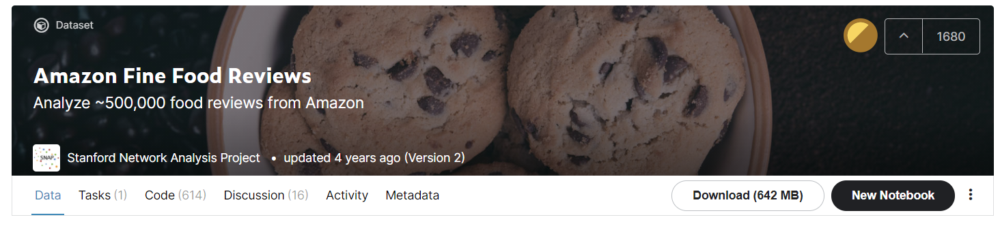 Dataset
1680
Amazon Fine Food Reviews
Analyze ~500,000 food reviews from Amazon
SNAP
Stanford Network Analysis Project • updated 4 years ago (Version 2)
Data Tasks (1) Code (614) Discussion (16) Activity Metadata Download (642 MB) New Notebook